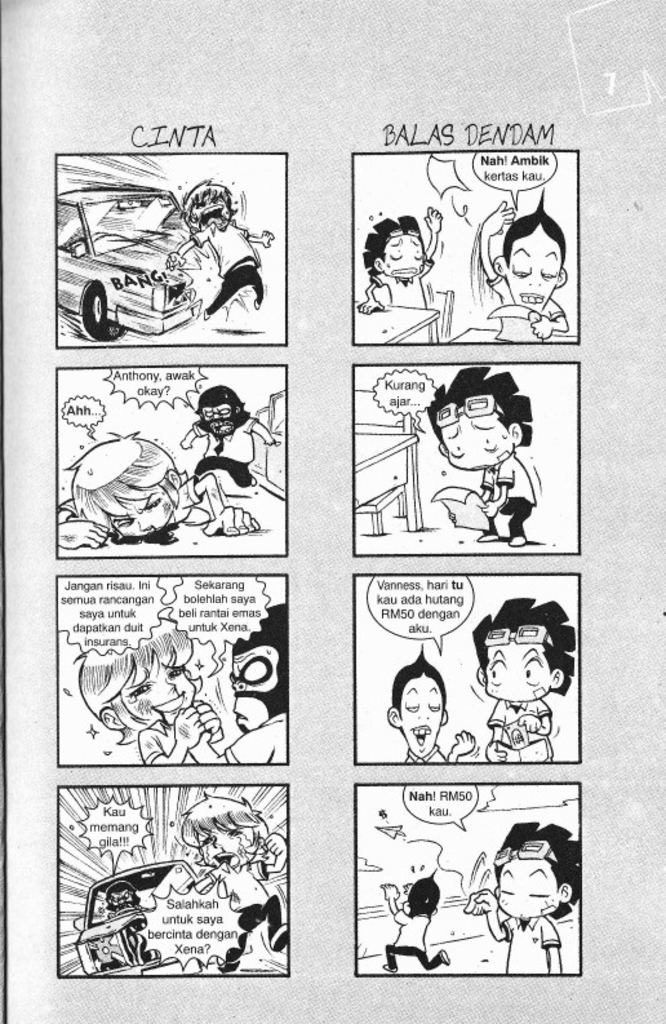 7
CINTA
BANG!
Anthony, awak
okay?
Ahh...
Jangan risau. Ini
semua rancangan
saya untuk
dapatkan duit
insurans.
Sekarang
bolehlah saya
beli rantai emas
untuk Xena.
Kau
memang
gila!!!
Salahkah
untuk saya
bercinta dengan
Xena?
BALAS DENDAM
Nah! Ambik
kertas kau.
Kurang
ajar...
Vanness, hari tu
kau ada hutang
RM50 dengan
aku.
Nah! RM50
kau.